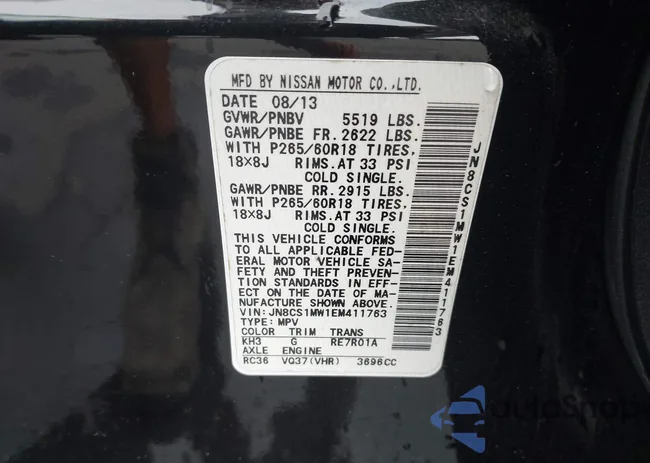 MFD BY NISSAN MOTOR CO.,LTD.
DATE 08/13
GVWR/PNBV 5519 LBS.
GAWR/PNBE FR. 2622 LBS.
WITH P265/60R18 TIRES,
18X8J RIMS. AT 33 PSI
COLD SINGLE.
GAWR/PNBE RR. 2915 LBS.
WITH P265/60R18 TIRES,
18X8J RIMS. AT 33 PSI
COLD SINGLE.
THIS VEHICLE CONFORMS
TO ALL APPLICABLE FED-
ERAL MOTOR VEHICLE SA-
FETY AND THEFT PREVEN-
TION STANDARDS IN EFF-
ECT ON THE DATE OF MA-
NUFACTURE SHOWN ABOVE.
VIN: JN8CS1MW1EM411763
TYPE: MPV
COLOR TRIM TRANS
KH3 G RE7R01A
AXLE ENGINE
RC36 VQ37(VHR) 3696CC
JN8CS1MW1EM411763
AutoShop